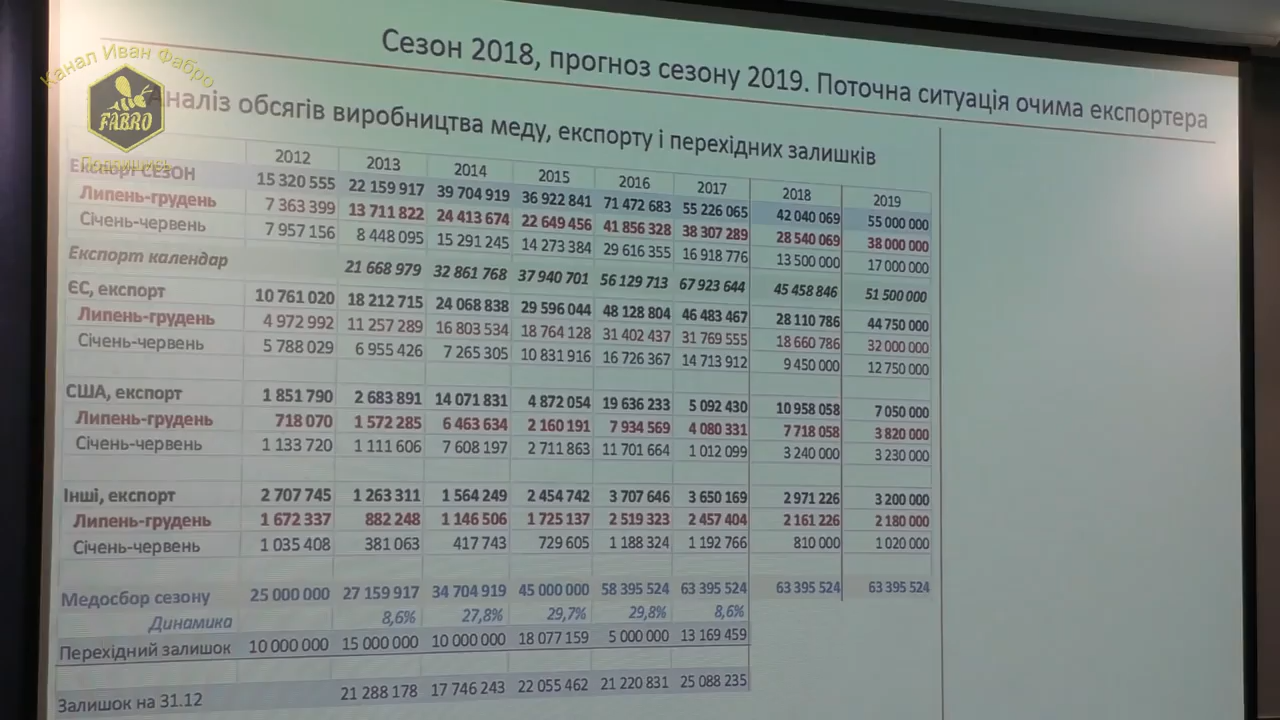 Канал Иван Фабро
FABRO
Подпишись
Сезон 2018, прогноз сезону 2019. Поточна ситуація очима експортера
Аналіз обсягів виробництва меду, експорту і перехідних залишків
2012 2013 2014 2015 2016 2017 2018 2019
Експорт СЕЗОН 15 320 555 22 159 917 39 704 919 36 922 841 71 472 683 55 226 065 42 040 069 55 000 000
Липень-грудень 7 363 399 13 711 822 24 413 674 22 649 456 41 856 328 38 307 289 28 540 069 38 000 000
Січень-червень 7 957 156 8 448 095 15 291 245 14 273 384 29 616 355 16 918 776 13 500 000 17 000 000
Експорт календар 21 668 979 32 861 768 37 940 701 56 129 713 67 923 644 45 458 846 51 500 000
ЄС, експорт 10 761 020 18 212 715 24 068 838 29 596 044 48 128 804 46 483 467 28 110 786 44 750 000
Липень-грудень 4 972 992 11 257 289 16 803 534 18 764 128 31 402 437 31 769 555 18 660 786 32 000 000
Січень-червень 5 788 029 6 955 426 7 265 305 10 831 916 16 726 367 14 713 912 9 450 000 12 750 000
США, експорт 1 851 790 2 683 891 14 071 831 4 872 054 19 636 233 5 092 430 10 958 058 7 050 000
Липень-грудень 718 070 1 572 285 6 463 634 2 160 191 7 934 569 4 080 331 7 718 058 3 820 000
Січень-червень 1 133 720 1 111 606 7 608 197 2 711 863 11 701 664 1 012 099 3 240 000 3 230 000
Інші, експорт 2 707 745 1 263 311 1 564 249 2 454 742 3 707 646 3 650 169 2 971 226 3 200 000
Липень-грудень 1 672 337 882 248 1 146 506 1 725 137 2 519 323 2 457 404 2 161 226 2 180 000
Січень-червень 1 035 408 381 063 417 743 729 605 1 188 324 1 192 766 810 000 1 020 000
Медосбор сезону 25 000 000 27 159 917 34 704 919 45 000 000 58 395 524 63 395 524 63 395 524 63 395 524
Динамика 8,6% 27,8% 29,7% 29,8% 8,6%
Перехідний залишок 10 000 000 15 000 000 10 000 000 18 077 159 5 000 000 13 169 459
Залишок на 31.12 21 288 178 17 746 243 22 055 462 21 220 831 25 088 235